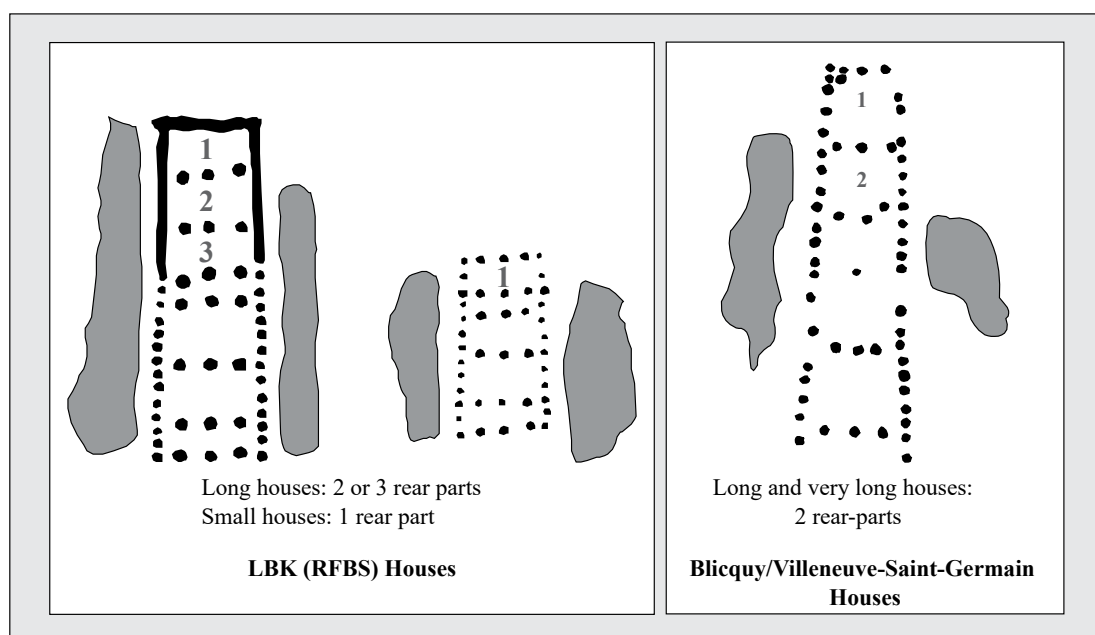 1
2
3
1
Long houses: 2 or 3 rear parts
Small houses: 1 rear part
LBK (RFBS) Houses
1
2
Long and very long houses:
2 rear-parts
Blicquy/Villeneuve-Saint-Germain
Houses